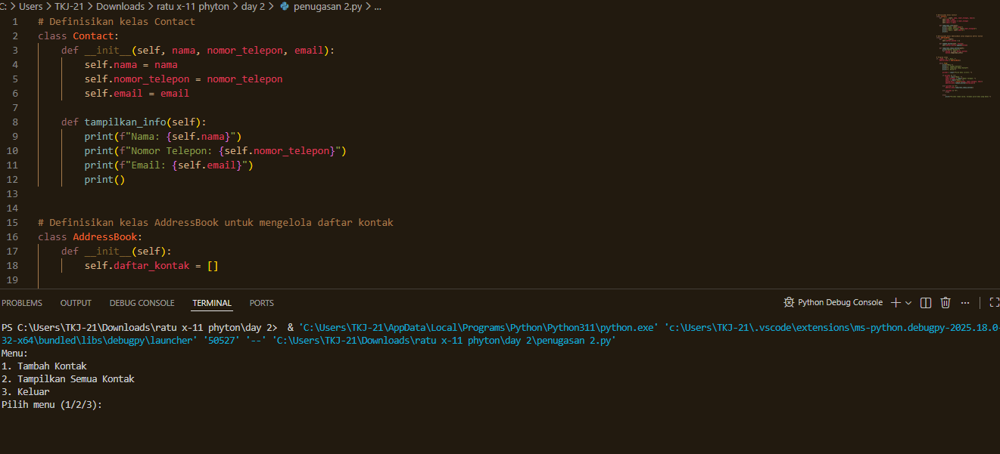 C: > Users > TKJ-21 > Downloads > ratu x-11 phyton > day 2 > penugasan 2.py > ...
1 # Definisikan kelas Contact
2 class Contact:
3 def __init__(self, nama, nomor_telepon, email):
4 self.nama = nama
5 self.nomor_telepon = nomor_telepon
6 self.email = email
7
8 def tampilkan_info(self):
9 print(f"Nama: {self.nama}")
10 print(f"Nomor Telepon: {self.nomor_telepon}")
11 print(f"Email: {self.email}")
12 print()
13
14
15 # Definisikan kelas AddressBook untuk mengelola daftar kontak
16 class AddressBook:
17 def __init__(self):
18 self.daftar_kontak = []
19
PROBLEMS OUTPUT DEBUG CONSOLE TERMINAL PORTS Python Debug Console
PS C:\Users\TKJ-21\Downloads\ratu x-11 phyton\day 2> & 'C:\Users\TKJ-21\AppData\Local\Programs\Python\Python311\python.exe' 'c:\Users\TKJ-21\.vscode\extensions\ms-python.debugpy-2025.18.0-
32-x64\bundled\libs\debugpy\launcher' '50527' '--' 'C:\Users\TKJ-21\Downloads\ratu x-11 phyton\day 2\penugasan 2.py'
Menu:
1. Tambah Kontak
2. Tampilkan Semua Kontak
3. Keluar
Pilih menu (1/2/3):